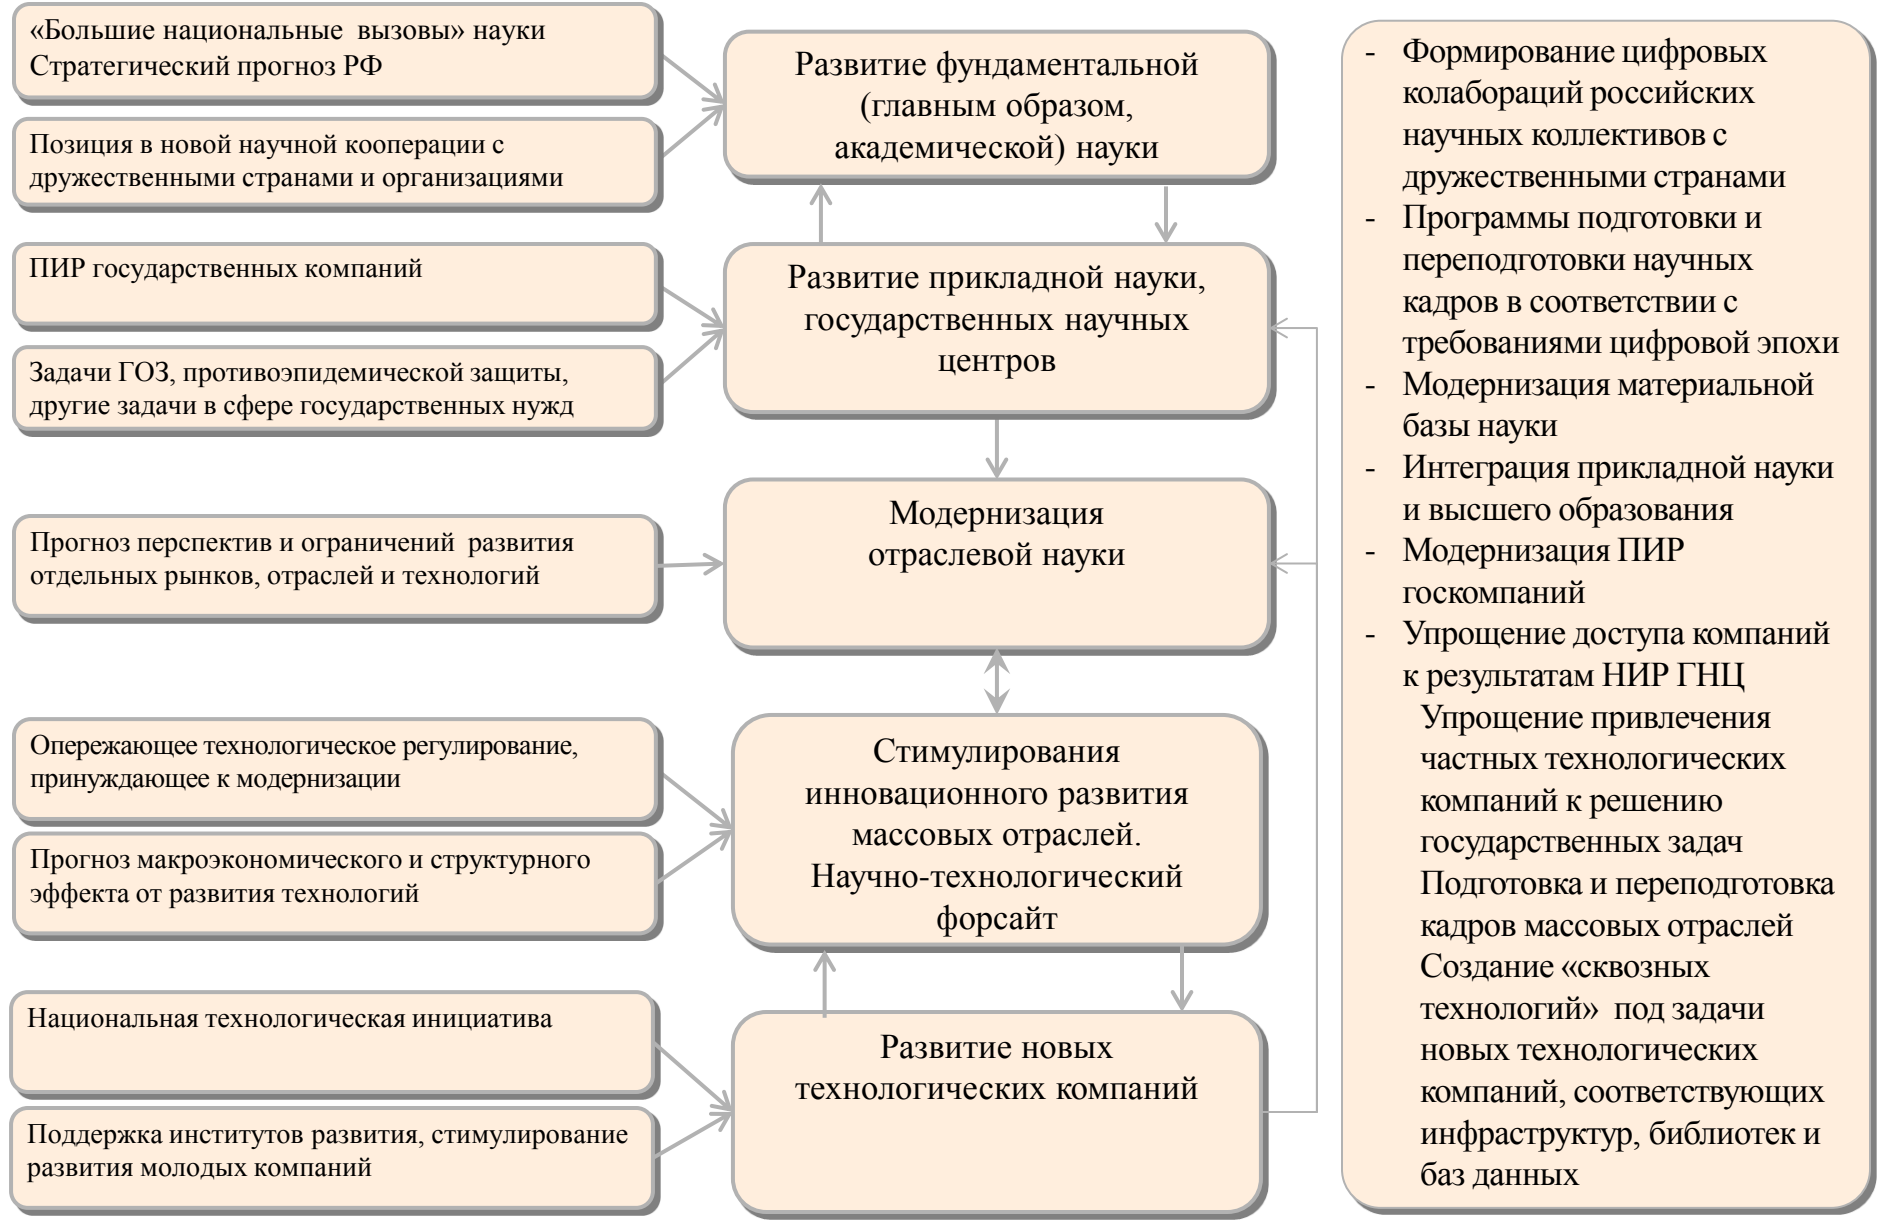 «Большие национальные  вызовы» науки
Стратегический прогноз РФ
Позиция в новой научной кооперации с
дружественными странами и организациями
ПИР государственных компаний
Задачи ГОЗ, противоэпидемической защиты,
другие задачи в сфере государственных нужд
Прогноз перспектив и ограничений  развития
отдельных рынков, отраслей и технологий
Опережающее технологическое регулирование,
принуждающее к модернизации
Прогноз макроэкономического и структурного
эффекта от развития технологий
Национальная технологическая инициатива
Поддержка институтов развития, стимулирование
развития молодых компаний
Развитие фундаментальной
(главным образом,
академической) науки
Развитие прикладной науки,
государственных научных
центров
Модернизация
отраслевой науки
Стимулирования
инновационного развития
массовых отраслей.
Научно-технологический
форсайт
Развитие новых
технологических компаний
- Формирование цифровых
колабораций российских
научных коллективов с
дружественными странами
- Программы подготовки и
переподготовки научных
кадров в соответствии с
требованиями цифровой эпохи
- Модернизация материальной
базы науки
- Интеграция прикладной науки
и высшего образования
- Модернизация ПИР
госкомпаний
- Упрощение доступа компаний
к результатам НИР ГНЦ
Упрощение привлечения
частных технологических
компаний к решению
государственных задач
Подготовка и переподготовка
кадров массовых отраслей
Создание «сквозных
технологий»  под задачи
новых технологических
компаний, соответствующих
инфраструктур, библиотек и
баз данных